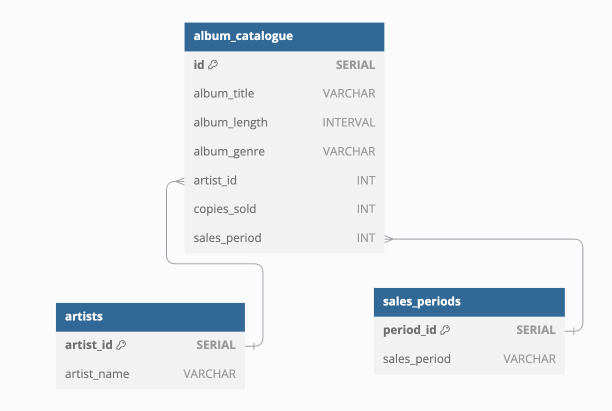 album_catalogue
id SERIAL
album_title VARCHAR
album_length INTERVAL
album_genre VARCHAR
artist_id INT
copies_sold INT
sales_period INT
artists
artist_id SERIAL
artist_name VARCHAR
sales_periods
period_id SERIAL
sales_period VARCHAR